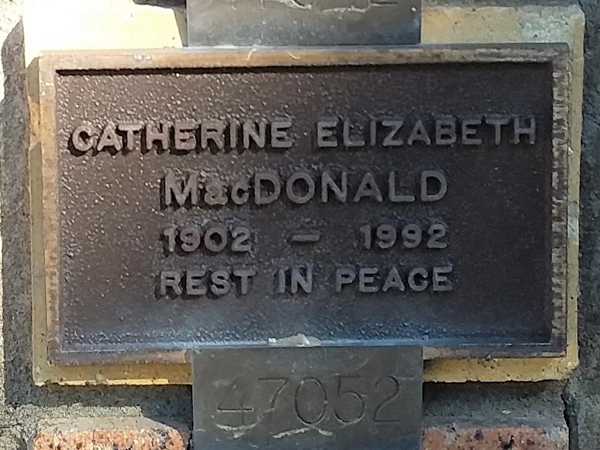 CATHERINE ELIZABETH
MacDONALD
1902 — 1992
REST IN PEACE
47052